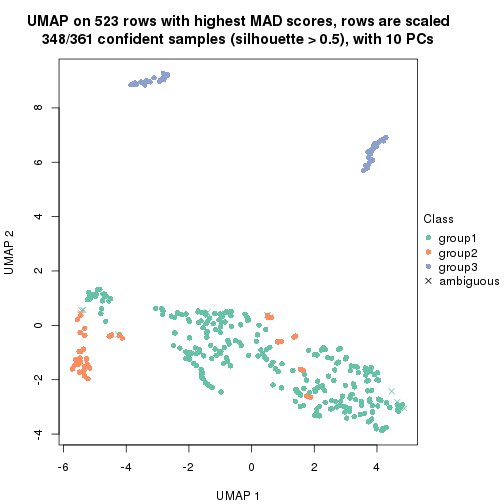 UMAP on 523 rows with highest MAD scores, rows are scaled
348/361 confident samples (silhouette > 0.5), with 10 PCs
8
6
4
2
0
-2
-4
UMAP 2
-6
-4
-2
0
2
4
UMAP 1
Class
group1
group2
group3
ambiguous